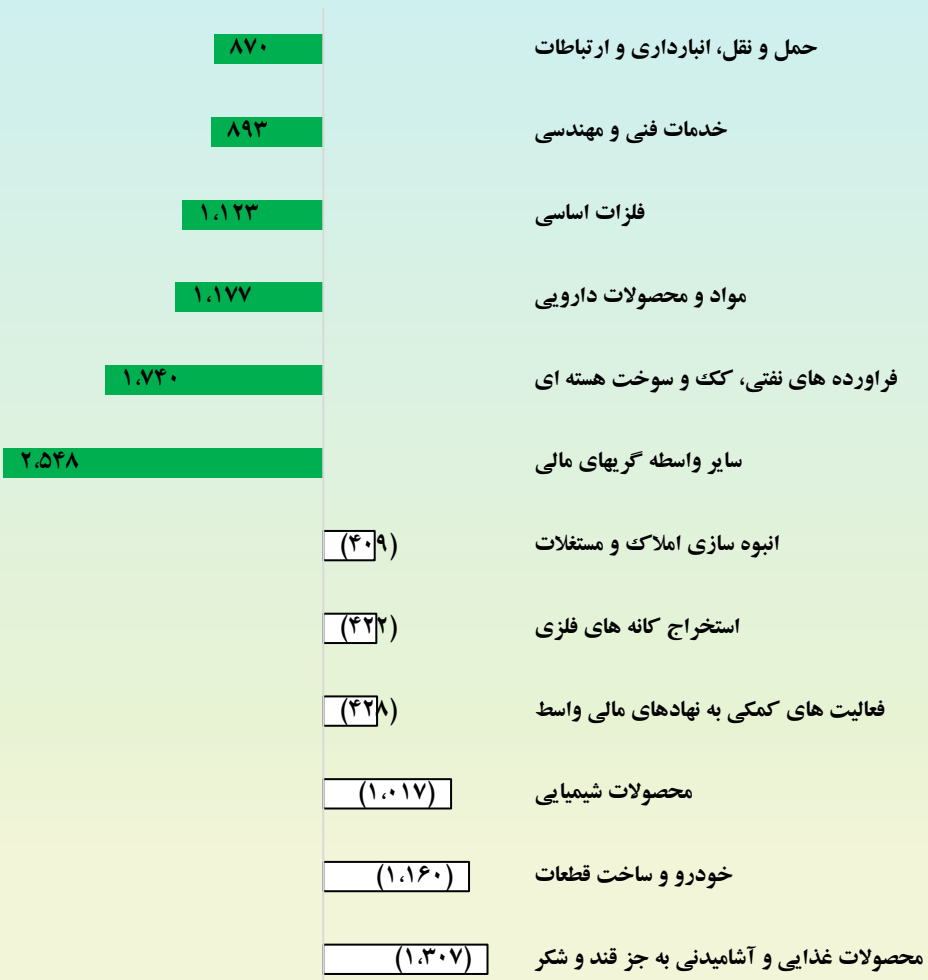 حمل و نقل، انبارداری و ارتباطات ۸۷۰
خدمات فنی و مهندسی ۸۹۳
فلزات اساسی ۱،۱۲۳
مواد و محصولات دارویی ۱،۱۷۷
فراورده های نفتی، کک و سوخت هسته ای ۱،۷۴۰
سایر واسطه گریهای مالی ۲،۵۴۸
انبوه سازی املاک و مستغلات (۴۰۹)
استخراج کانه های فلزی (۴۲۲)
فعالیت های کمکی به نهادهای مالی واسط (۴۲۸)
محصولات شیمیایی (۱،۰۱۷)
خودرو و ساخت قطعات (۱،۱۶۰)
محصولات غذایی و آشامیدنی به جز قند و شکر (۱،۳۰۷)